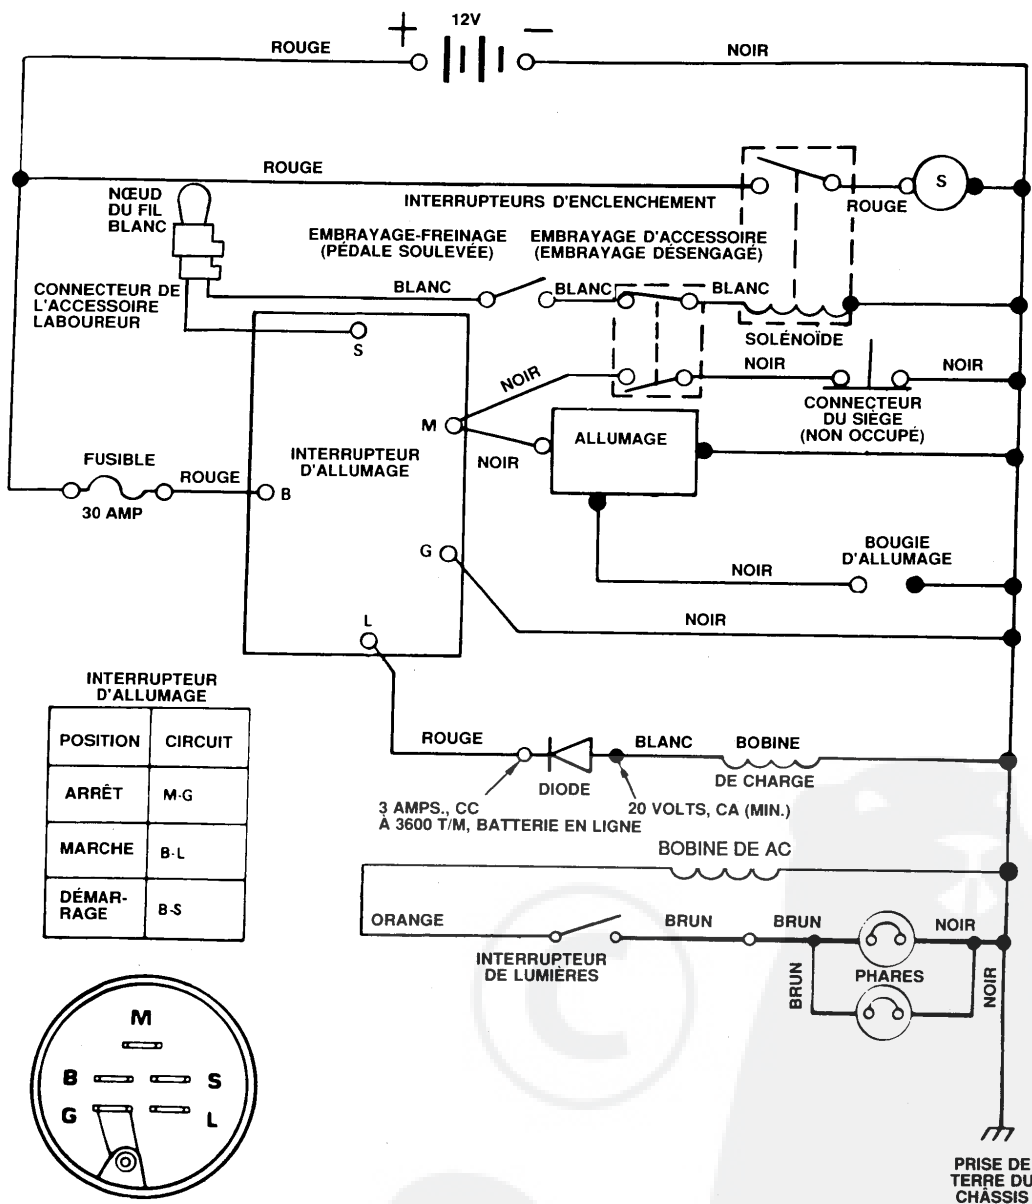 12V
+
−
ROUGE
NOIR
ROUGE
NŒUD
DU FIL
BLANC
INTERRUPTEURS D'ENCLENCHEMENT
ROUGE
S
EMBRAYAGE-FREINAGE
(PÉDALE SOULEVÉE)
EMBRAYAGE D'ACCESSOIRE
(EMBRAYAGE DÉSENGAGÉ)
CONNECTEUR DE
L'ACCESSOIRE
LABOUREUR
BLANC
BLANC
BLANC
SOLÉNOÏDE
S
NOIR
NOIR
NOIR
CONNECTEUR
DU SIÈGE
(NON OCCUPÉ)
M
ALLUMAGE
INTERRUPTEUR
D'ALLUMAGE
NOIR
FUSIBLE
ROUGE
B
30 AMP
G
BOUGIE
D'ALLUMAGE
NOIR
NOIR
L
INTERRUPTEUR
D'ALLUMAGE
POSITION CIRCUIT
ARRÊT M-G
MARCHE B-L
DÉMAR-
RAGE B-S
ROUGE
BLANC
BOBINE
DE CHARGE
DIODE
3 AMPS., CC
À 3600 T/M, BATTERIE EN LIGNE
20 VOLTS, CA (MIN.)
BOBINE DE AC
ORANGE
BRUN
BRUN
NOIR
INTERRUPTEUR
DE LUMIÈRES
BRUN
PHARES
NOIR
M
B
S
G
L
©
PRISE DE
TERRE DU
CHÂSSIS